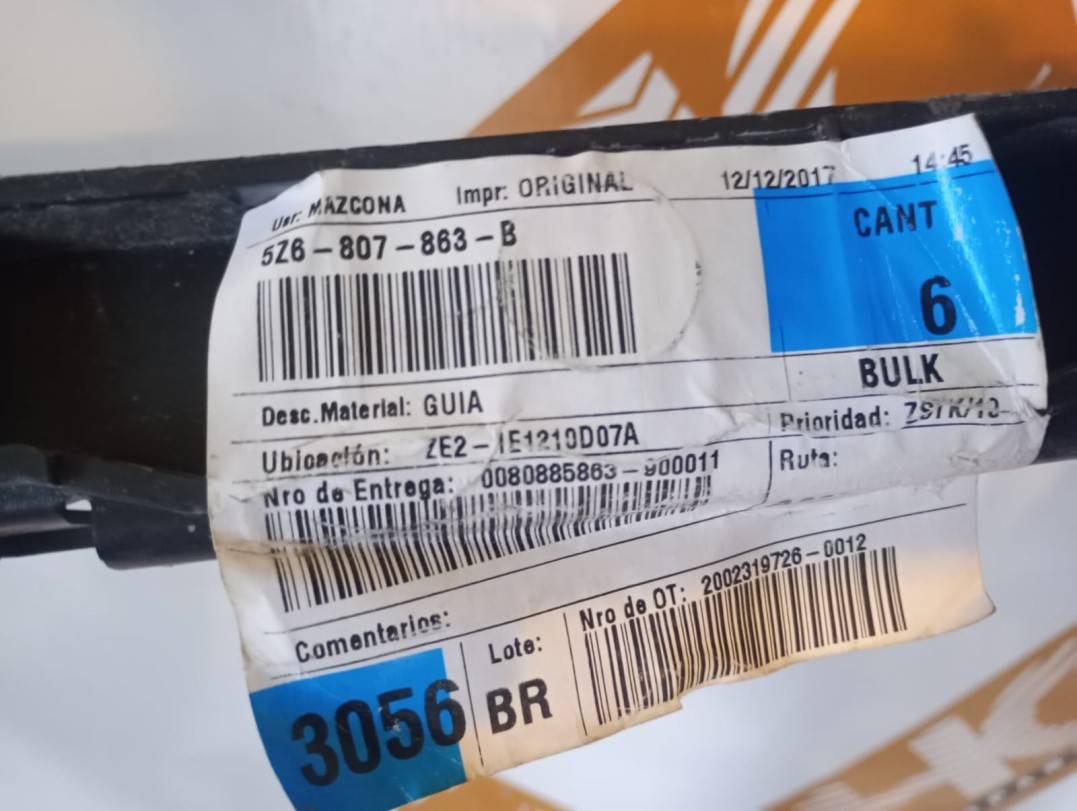 Usr: MAZCONA Impr: ORIGINAL 12/12/2017 14:45
5Z6-807-863-B
CANT
6
BULK
Desc.Material: GUIA
Prioridad:
Ubicación: ZE2-1E1210D07A
Ruta:
Nro de Entrega: 0080885863-900011
Comentarios:
Lote:
Nro de OT: 2002319726-0012
3056 BR